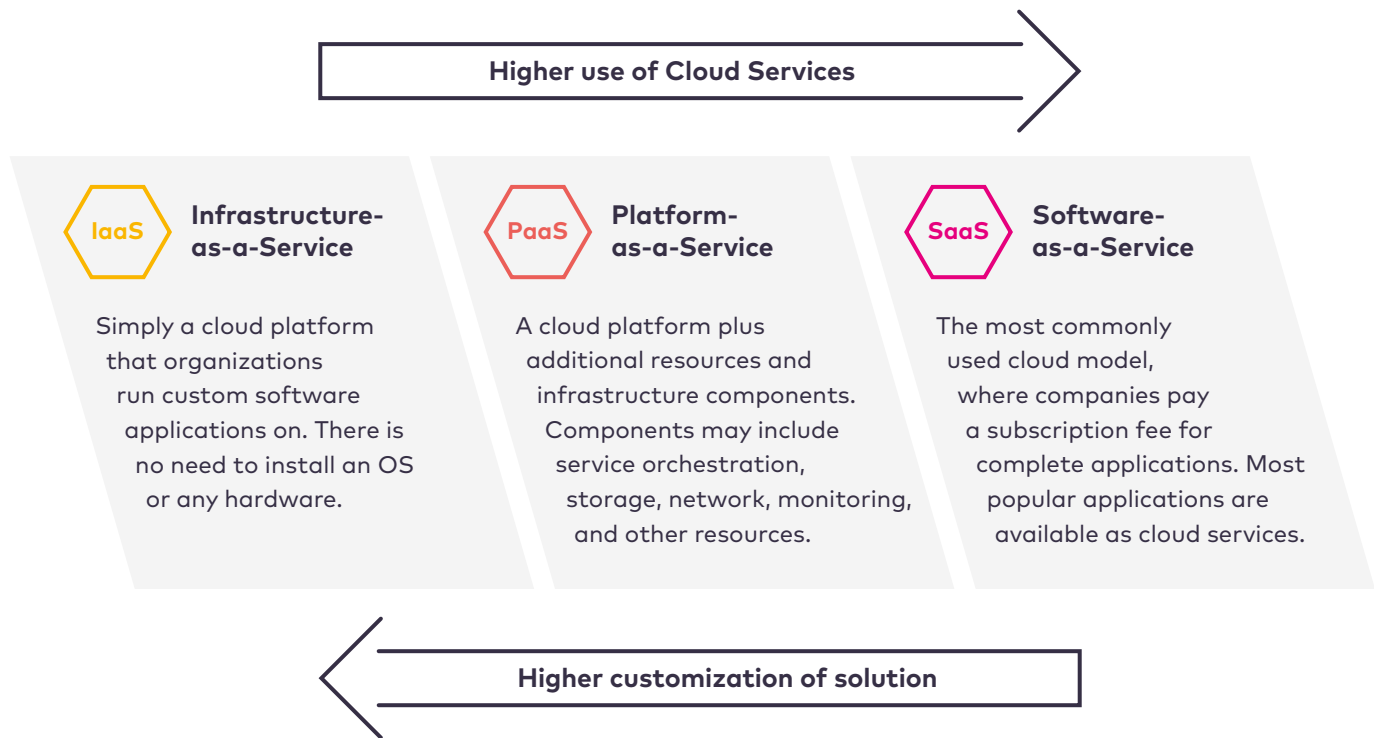 Higher use of Cloud Services
IaaS
Infrastructure-
as-a-Service
Simply a cloud platform
that organizations
run custom software
applications on. There is
no need to install an OS
or any hardware.
PaaS
Platform-
as-a-Service
A cloud platform plus
additional resources and
infrastructure components.
Components may include
service orchestration,
storage, network, monitoring,
and other resources.
SaaS
Software-
as-a-Service
The most commonly
used cloud model,
where companies pay
a subscription fee for
complete applications. Most
popular applications are
available as cloud services.
Higher customization of solution